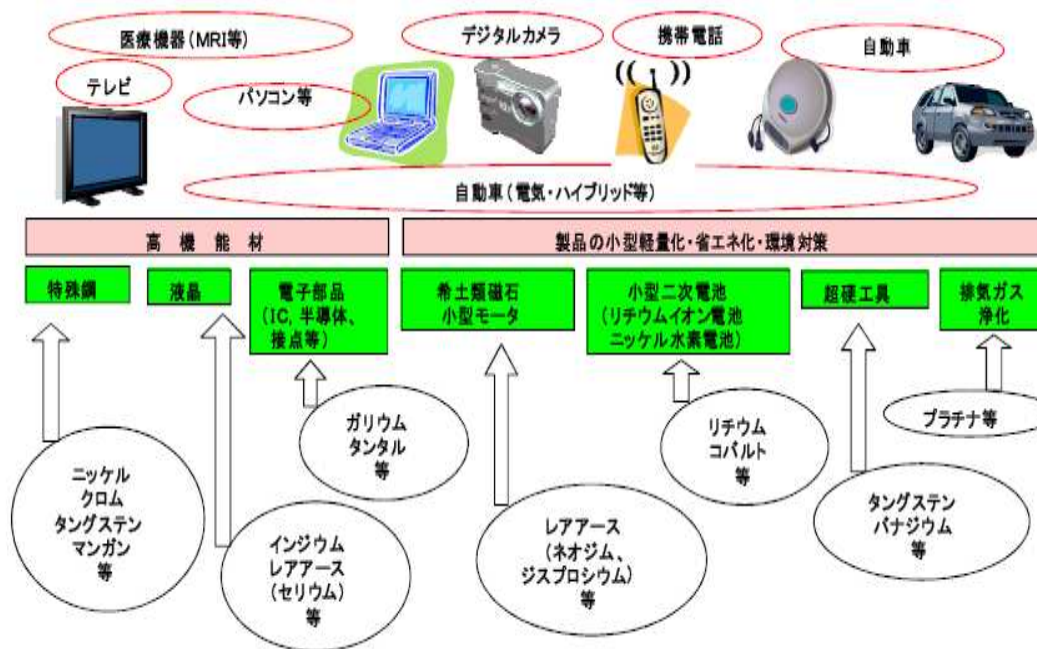 医療機器(MRI等)
デジタルカメラ
携帯電話
自動車
テレビ
パソコン等
自動車(電気・ハイブリッド等)
高機能材
製品の小型軽量化・省エネ化・環境対策
特殊鋼
液晶
電子部品
(IC, 半導体、
接点等)
希土類磁石
小型モータ
小型二次電池
(リチウムイオン電池
ニッケル水素電池)
超硬工具
排気ガス
浄化
ガリウム
タンタル
等
リチウム
コバルト
等
プラチナ等
ニッケル
クロム
タングステン
マンガン
等
インジウム
レアアース
(セリウム)
等
レアアース
(ネオジム、
ジスプロシウム)
等
タングステン
バナジウム
等